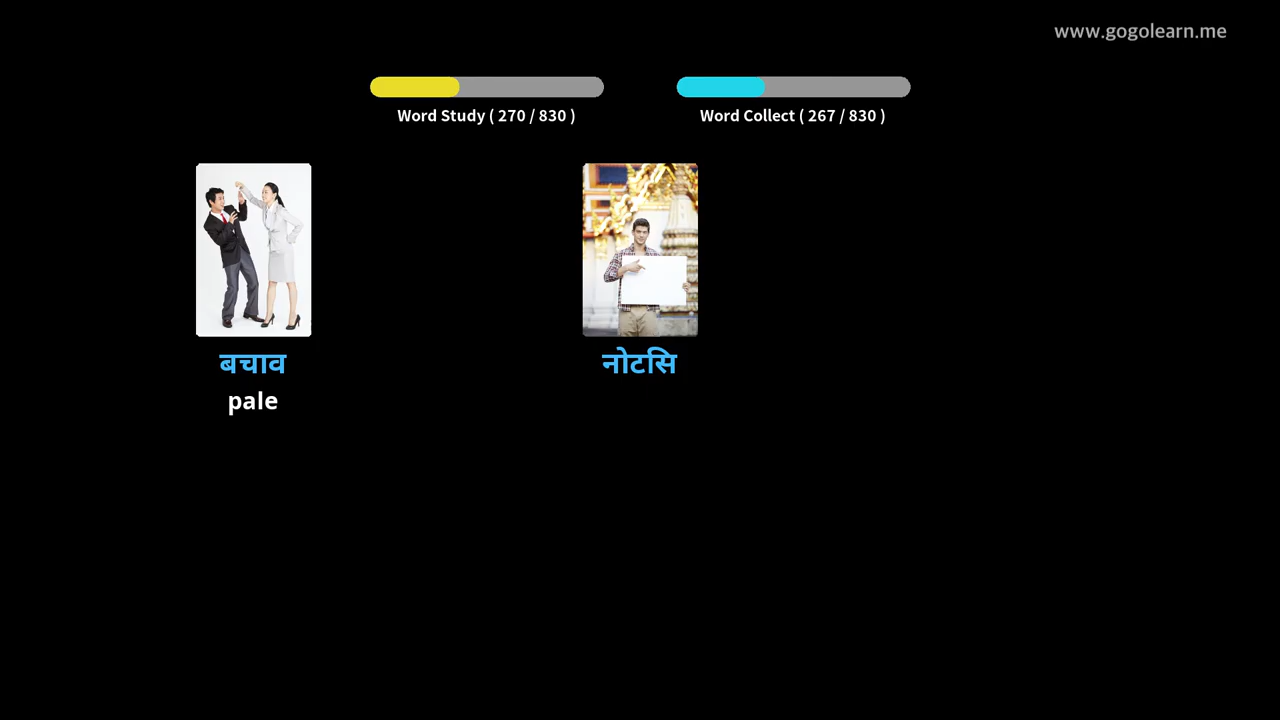 www.gogolearn.me
Word Study ( 270 / 830 )
Word Collect ( 267 / 830 )
बचाव
नोटसि
pale